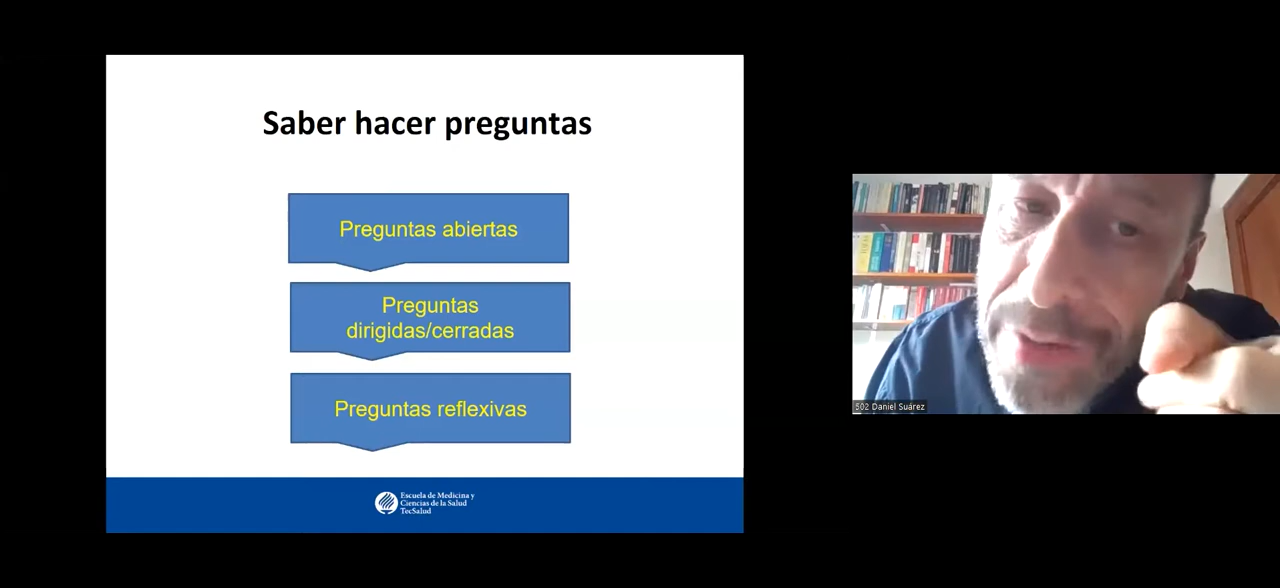 Saber hacer preguntas
Preguntas abiertas
Preguntas
dirigidas/cerradas
Preguntas reflexivas
Escuela de Medicina y
Ciencias de la Salud
TecSalud
502 Daniel Suárez